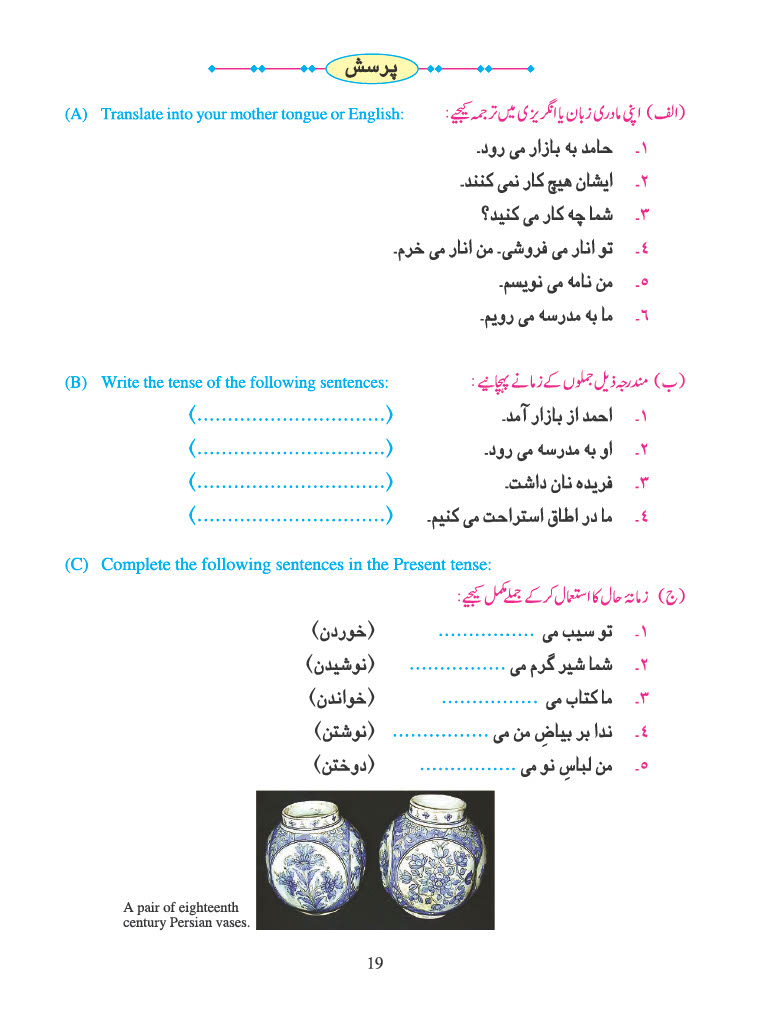 پرسش
(A) Translate into your mother tongue or English: (الف) اپنی مادری زبان یا انگریزی میں ترجمہ کیجیے:
۱۔ حامد به بازار می رود۔
۲۔ ایشان هیچ کار نمی کنند۔
۳۔ شما چه کار می کنید؟
٤۔ تو انار می فروشی۔ من انار می خرم۔
٥۔ من نامه می نویسم۔
٦۔ ما به مدرسه می رویم۔
(B) Write the tense of the following sentences: (ب) مندرجہ ذیل جملوں کے زمانے پہچانیے:
۱۔ احمد از بازار آمد۔ (...............................)
۲۔ او به مدرسه می رود۔ (...............................)
۳۔ فریده نان داشت۔ (...............................)
٤۔ ما در اطاق استراحت می کنیم۔ (...............................)
(C) Complete the following sentences in the Present tense:
(ج) زمانۂ حال کا استعمال کر کے جملے مکمل کیجیے:
۱۔ تو سیب می ................ (خوردن)
۲۔ شما شیر گرم می ................ (نوشیدن)
۳۔ ما کتاب می ................ (خواندن)
٤۔ ندا بر بیاضِ من می ................ (نوشتن)
٥۔ من لباسِ نو می ................ (دوختن)
A pair of eighteenth
century Persian vases.
19